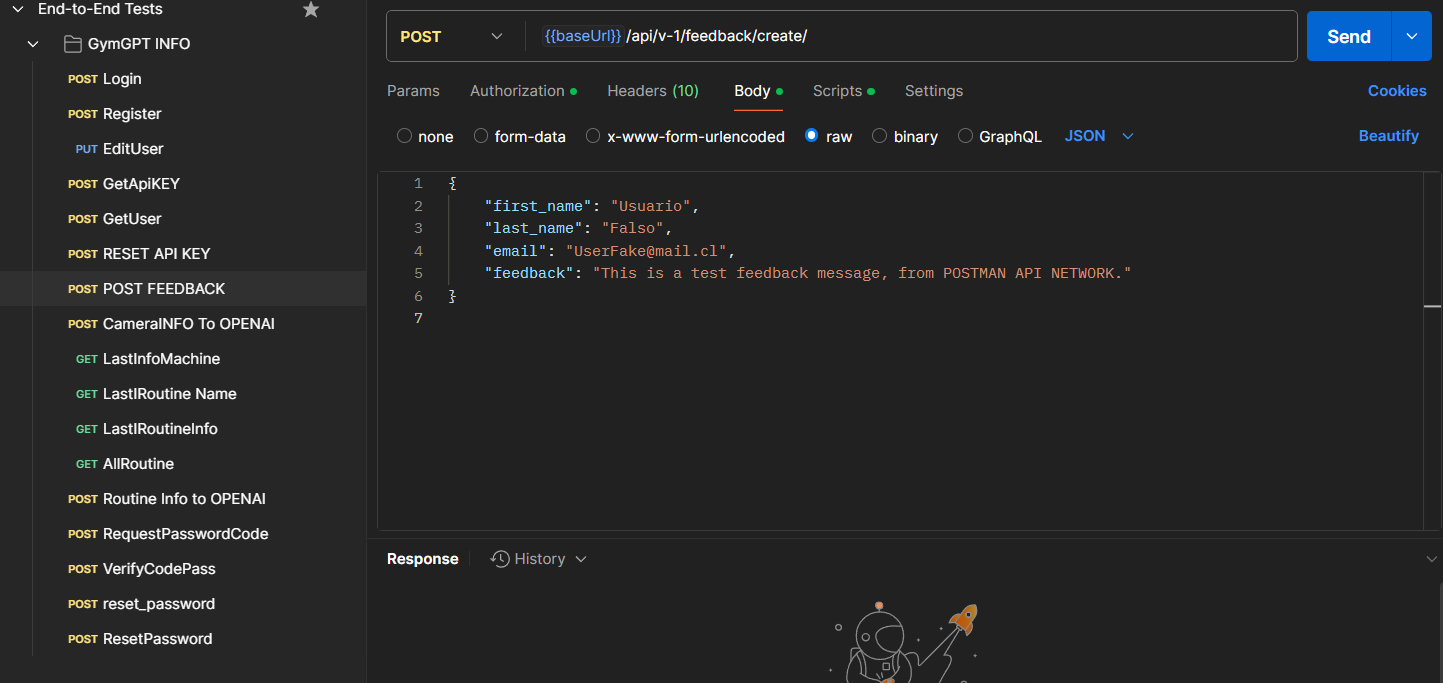 End-to-End Tests
GymGPT INFO
POST Login
POST Register
PUT EditUser
POST GetApiKEY
POST GetUser
POST RESET API KEY
POST POST FEEDBACK
POST CameraINFO To OPENAI
GET LastInfoMachine
GET LastIRoutine Name
GET LastIRoutineInfo
GET AllRoutine
POST Routine Info to OPENAI
POST RequestPasswordCode
POST VerifyCodePass
POST reset_password
POST ResetPassword
POST {{baseUrl}} /api/v-1/feedback/create/ Send
Params Authorization Headers (10) Body Scripts Settings Cookies
none form-data x-www-form-urlencoded raw binary GraphQL JSON Beautify
1 {
2 "first_name": "Usuario",
3 "last_name": "Falso",
4 "email": "UserFake@mail.cl",
5 "feedback": "This is a test feedback message, from POSTMAN API NETWORK."
6 }
7
Response History